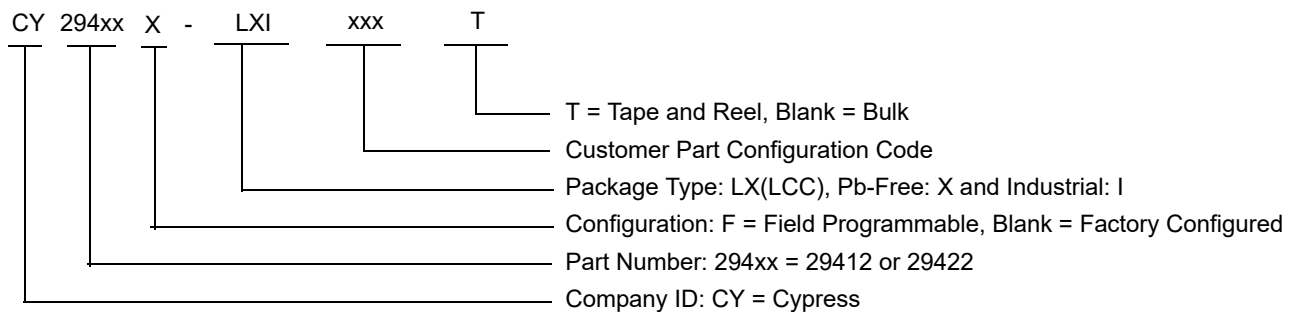 CY 294xx X - LXI xxx T
T = Tape and Reel, Blank = Bulk
Customer Part Configuration Code
Package Type: LX(LCC), Pb-Free: X and Industrial: I
Configuration: F = Field Programmable, Blank = Factory Configured
Part Number: 294xx = 29412 or 29422
Company ID: CY = Cypress